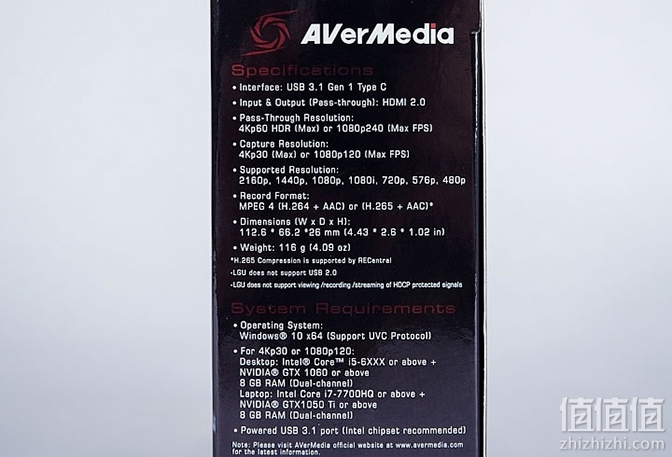 AVerMedia
Specifications
• Interface: USB 3.1 Gen 1 Type C
• Input & Output (Pass-through): HDMI 2.0
• Pass-Through Resolution:
4Kp60 HDR (Max) or 1080p240 (Max FPS)
• Capture Resolution:
4Kp30 (Max) or 1080p120 (Max FPS)
• Supported Resolution:
2160p, 1440p, 1080p, 1080i, 720p, 576p, 480p
• Record Format:
MPEG 4 (H.264 + AAC) or (H.265 + AAC)*
• Dimensions (W x D x H):
112.6 * 66.2 *26 mm (4.43 * 2.6 * 1.02 in)
• Weight: 116 g (4.09 oz)
*H.265 Compression is supported by RECentral
-LGU does not support USB 2.0
-LGU does not support viewing /recording /streaming of HDCP protected signals
System Requirements
• Operating System:
Windows® 10 x64 (Support UVC Protocol)
• For 4Kp30 or 1080p120:
Desktop: Intel® Core™ i5-6XXX or above +
NVIDIA® GTX 1060 or above
8 GB RAM (Dual-channel)
Laptop: Intel Core i7-7700HQ or above +
NVIDIA® GTX1050 Ti or above
8 GB RAM (Dual-channel)
• Powered USB 3.1 port (Intel chipset recommended)
Note: Please visit AVerMedia official website at www.avermedia.com
for the latest information.
值值值
zhizhizhi.com